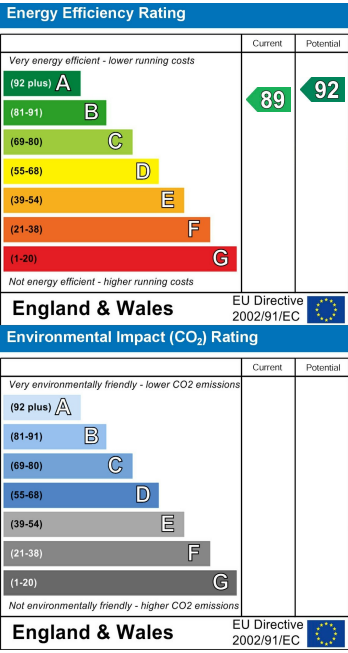 Energy Efficiency Rating
Current Potential
Very energy efficient - lower running costs
(92 plus) A
(81-91) B
(69-80) C
(55-68) D
(39-54) E
(21-38) F
(1-20) G
89
92
Not energy efficient - higher running costs
England & Wales
EU Directive
2002/91/EC
Environmental Impact (CO₂) Rating
Current Potential
Very environmentally friendly - lower CO2 emissions
(92 plus) A
(81-91) B
(69-80) C
(55-68) D
(39-54) E
(21-38) F
(1-20) G
Not environmentally friendly - higher CO2 emissions
England & Wales
EU Directive
2002/91/EC